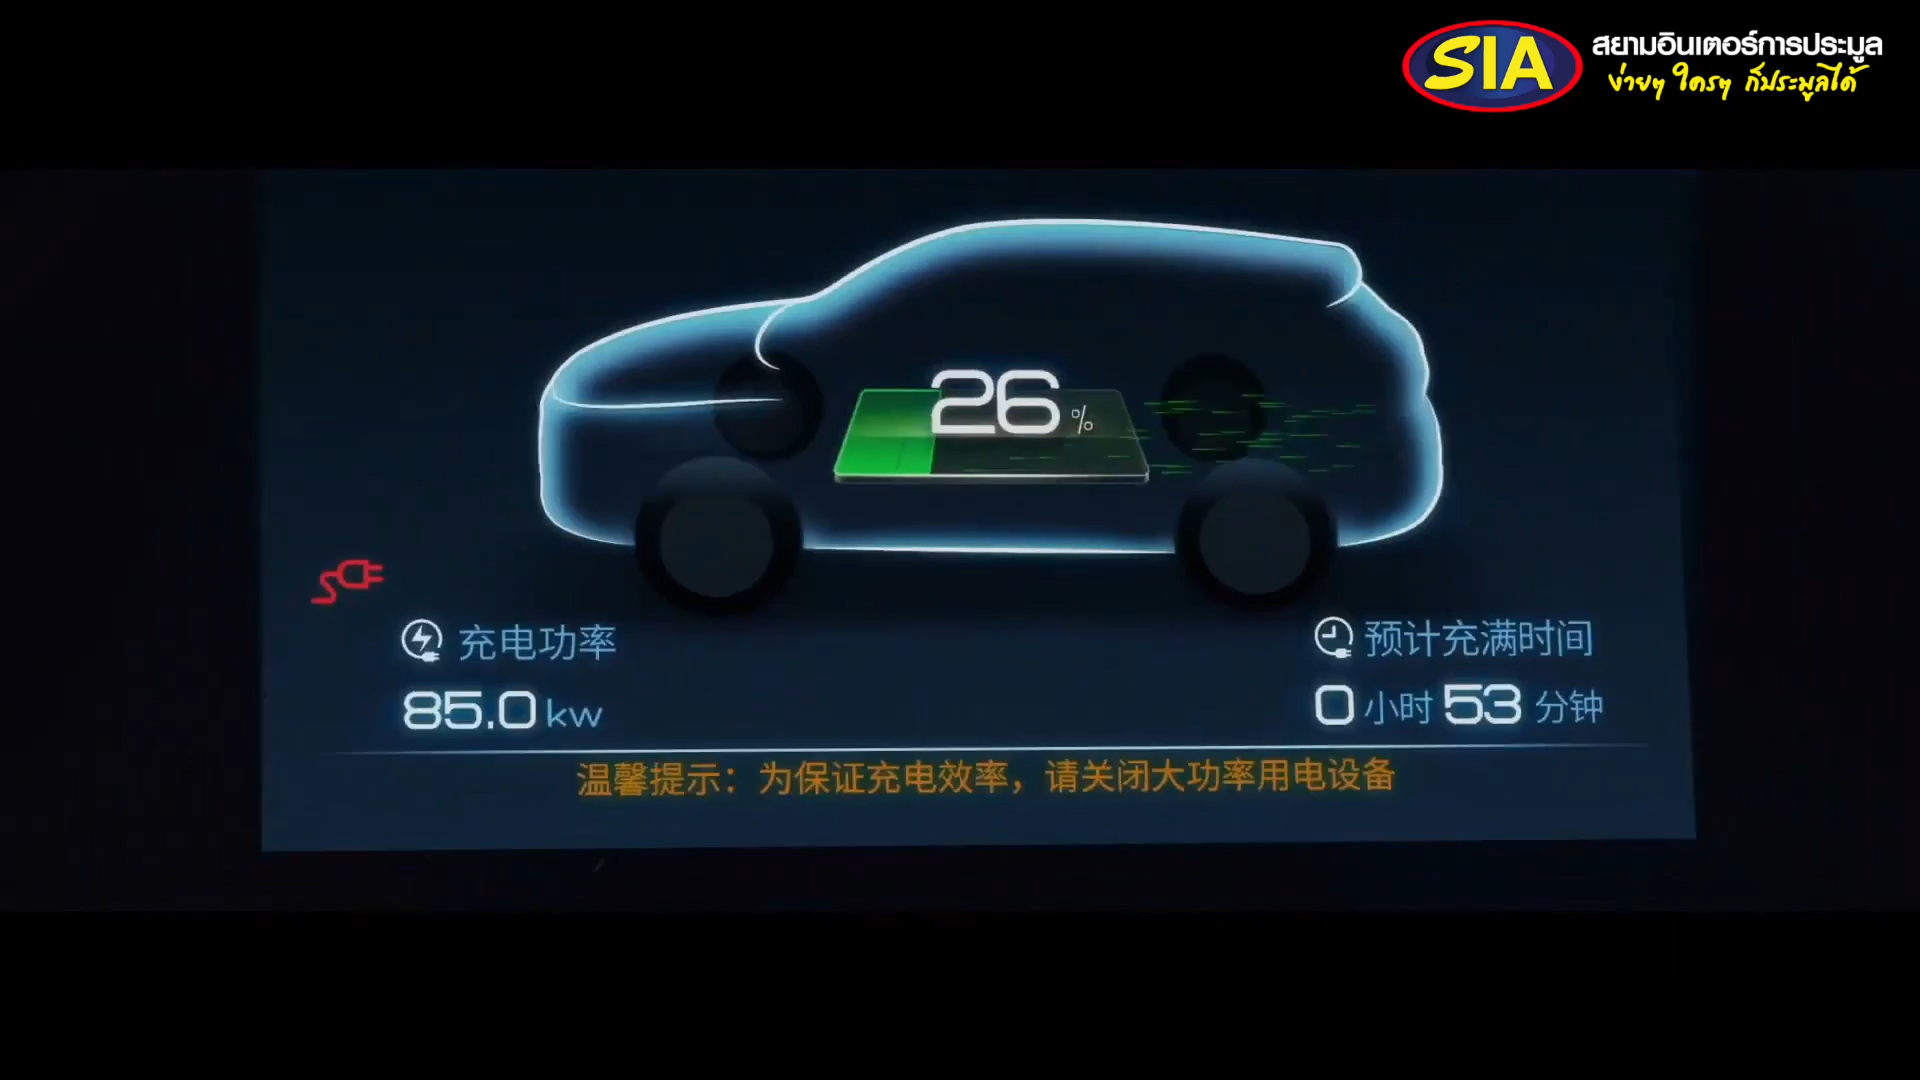 SIA
สยามอินเตอร์การประมูล
ง่ายๆ ใครๆ ก็ประมูลได้
26 %
充电功率
85.0 kw
预计充满时间
0 小时 53 分钟
温馨提示：为保证充电效率，请关闭大功率用电设备